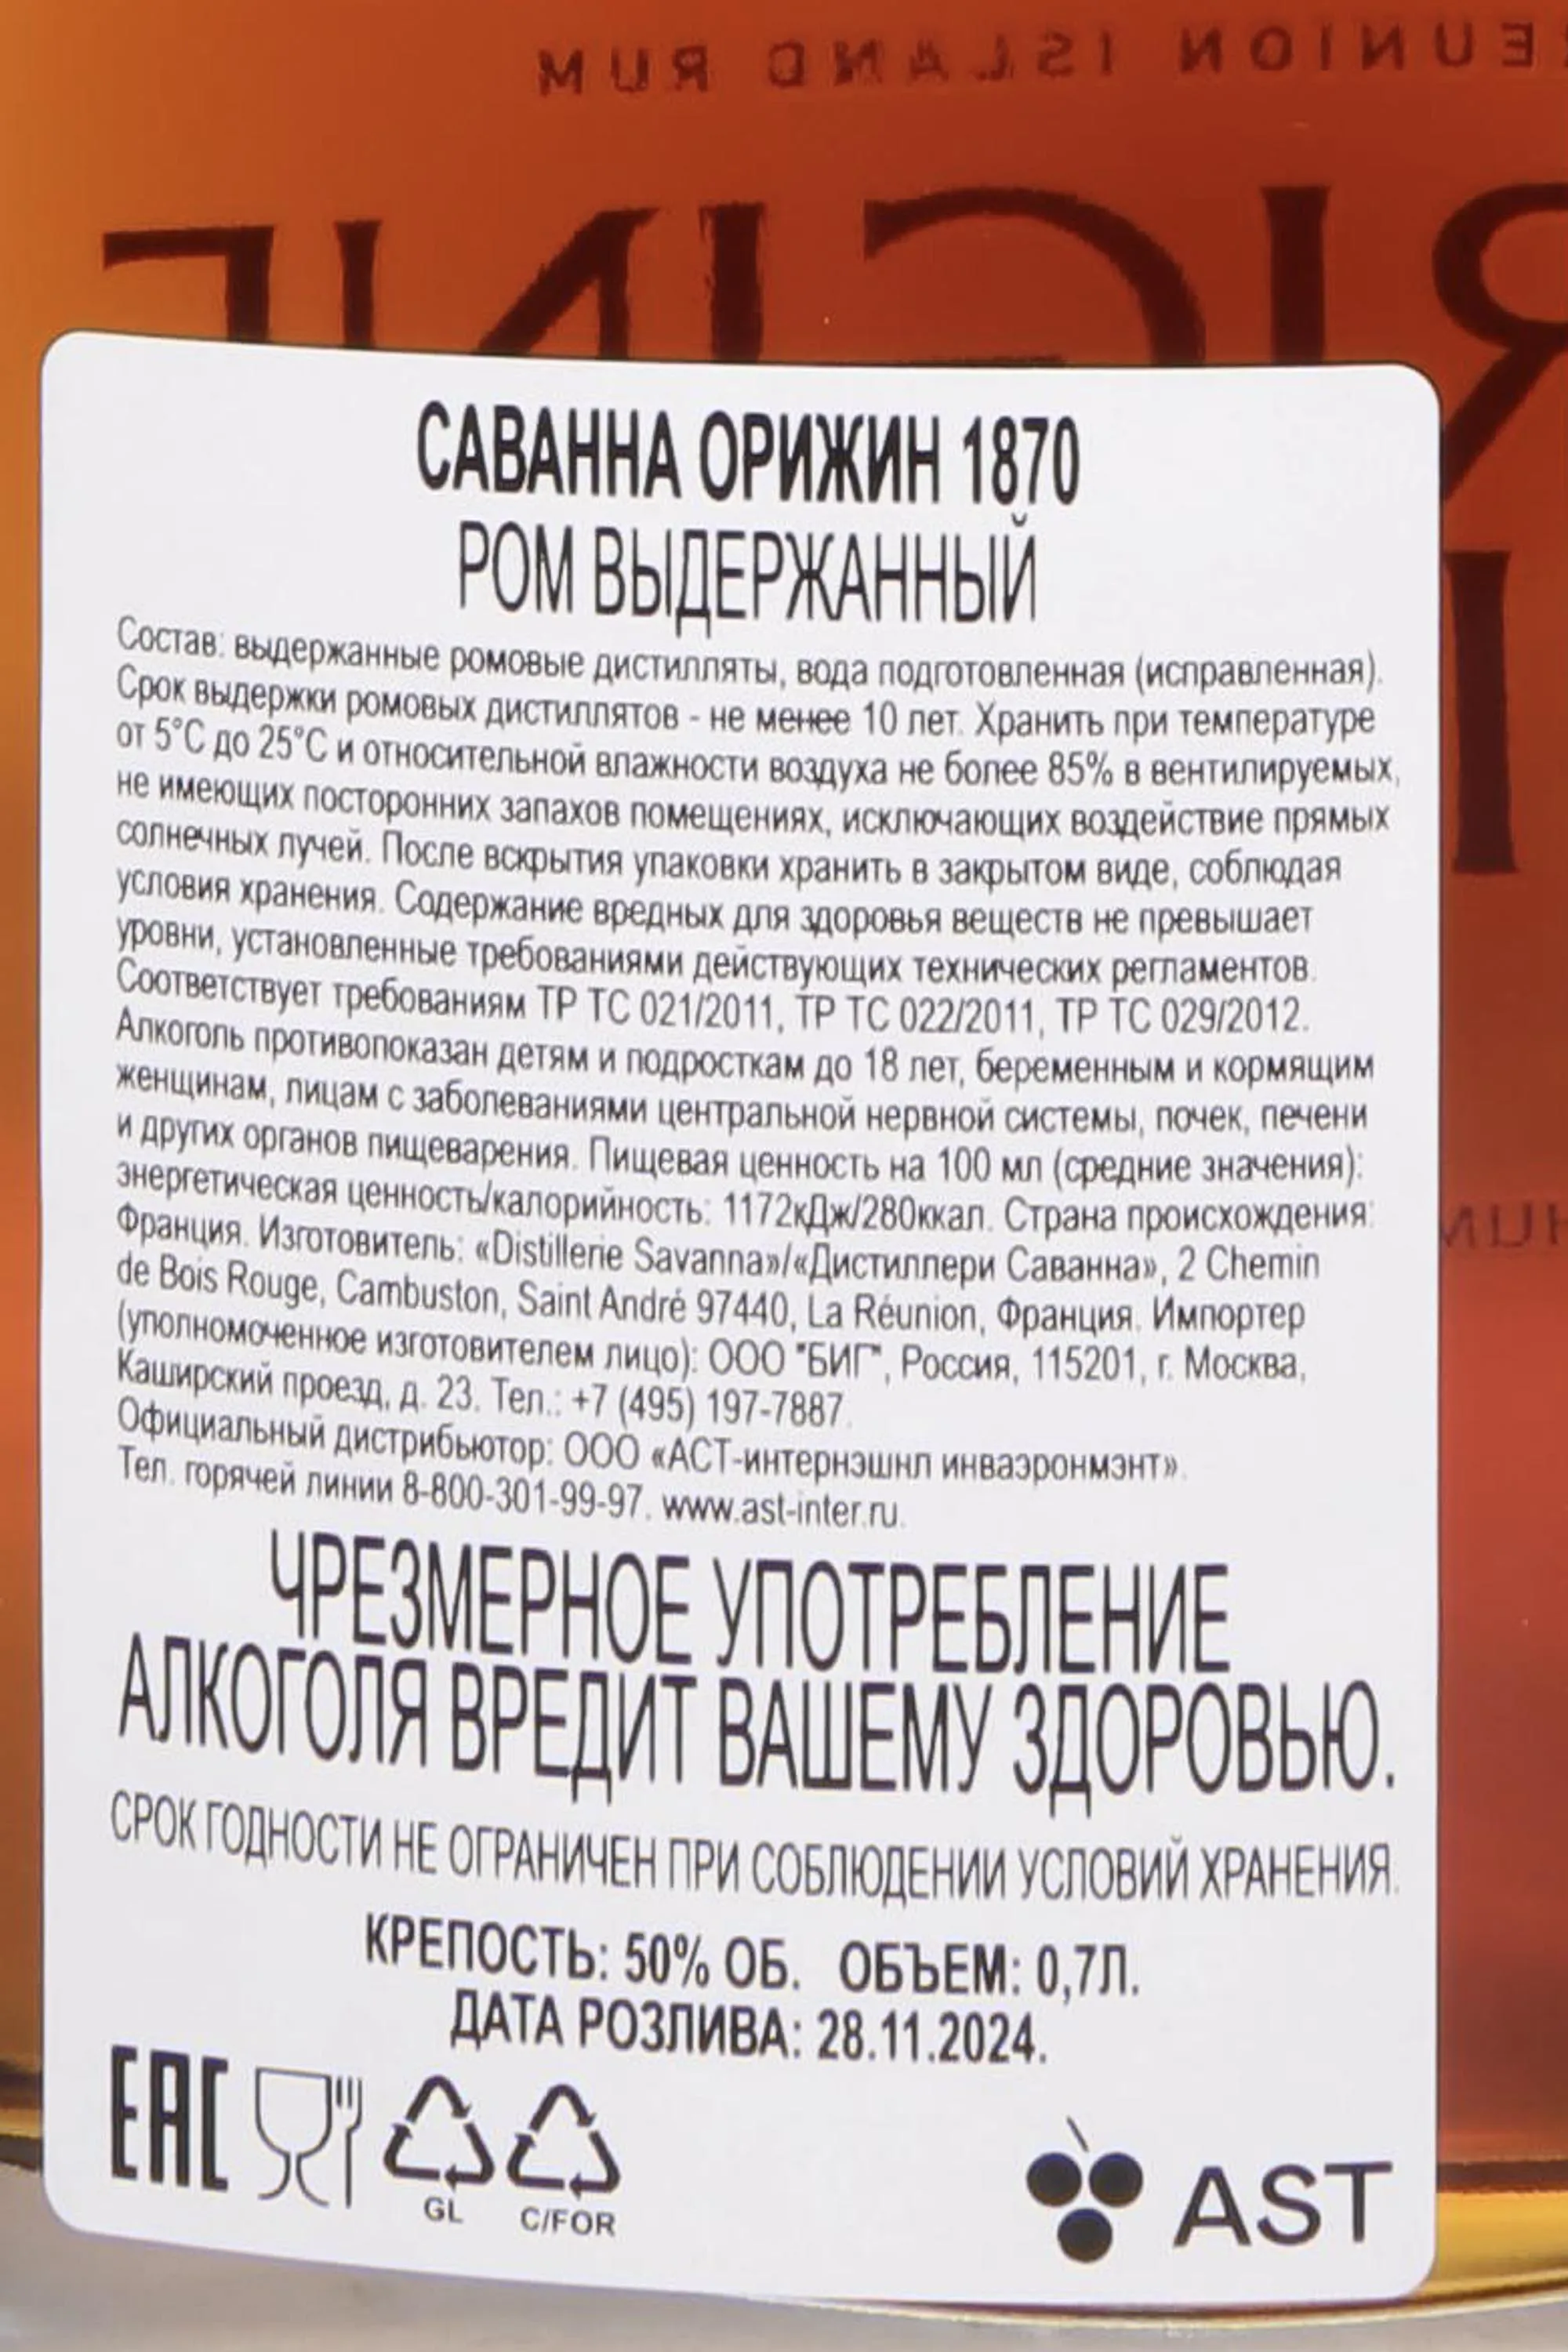 REUNION ISLAND RUM
САВАННА ОРИЖИН 1870
РОМ ВЫДЕРЖАННЫЙ
Состав: выдержанные ромовые дистилляты, вода подготовленная (исправленная).
Срок выдержки ромовых дистиллятов - не менее 10 лет. Хранить при температуре
от 5°С до 25°С и относительной влажности воздуха не более 85% в вентилируемых,
не имеющих посторонних запахов помещениях, исключающих воздействие прямых
солнечных лучей. После вскрытия упаковки хранить в закрытом виде, соблюдая
условия хранения. Содержание вредных для здоровья веществ не превышает
уровни, установленные требованиями действующих технических регламентов.
Соответствует требованиям ТР ТС 021/2011, ТР ТС 022/2011, ТР ТС 029/2012.
Алкоголь противопоказан детям и подросткам до 18 лет, беременным и кормящим
женщинам, лицам с заболеваниями центральной нервной системы, почек, печени
и других органов пищеварения. Пищевая ценность на 100 мл (средние значения):
энергетическая ценность/калорийность: 1172кДж/280ккал. Страна происхождения:
Франция. Изготовитель: «Distillerie Savanna»/«Дистиллери Саванна», 2 Chemin
de Bois Rouge, Cambuston, Saint André 97440, La Réunion, Франция. Импортер
(уполномоченное изготовителем лицо): ООО "БИГ", Россия, 115201, г. Москва,
Каширский проезд, д. 23. Тел.: +7 (495) 197-7887.
Официальный дистрибьютор: ООО «АСТ-интернэшнл инваэронмэнт».
Тел. горячей линии 8-800-301-99-97. www.ast-inter.ru.
ЧРЕЗМЕРНОЕ УПОТРЕБЛЕНИЕ
АЛКОГОЛЯ ВРЕДИТ ВАШЕМУ ЗДОРОВЬЮ.
СРОК ГОДНОСТИ НЕ ОГРАНИЧЕН ПРИ СОБЛЮДЕНИИ УСЛОВИЙ ХРАНЕНИЯ.
КРЕПОСТЬ: 50% ОБ. ОБЪЕМ: 0,7Л.
ДАТА РОЗЛИВА: 28.11.2024.
EAC
GL
C/FOR
AST